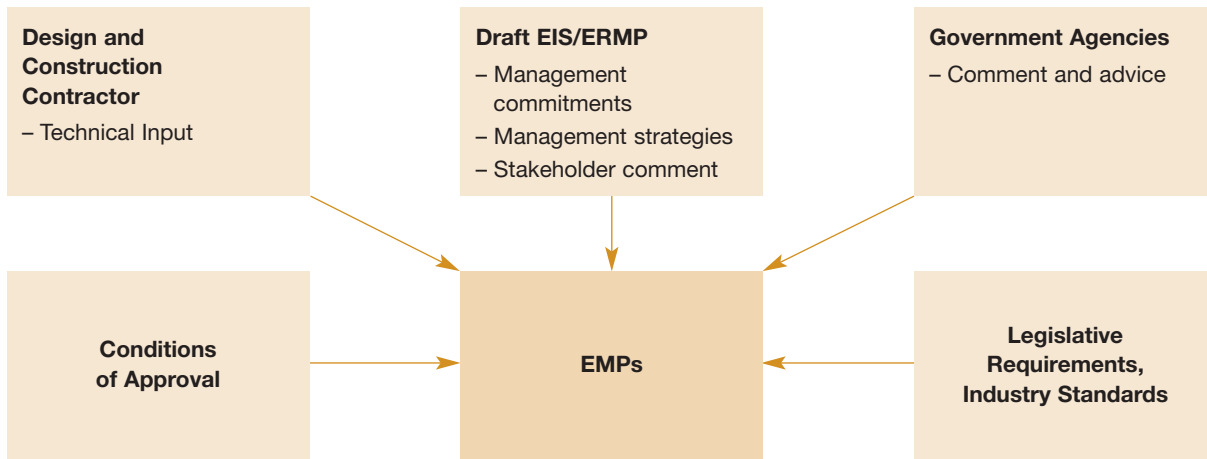 Design and
Construction
Contractor
– Technical Input
Draft EIS/ERMP
– Management
commitments
– Management strategies
– Stakeholder comment
Government Agencies
– Comment and advice
Conditions
of Approval
EMPs
Legislative
Requirements,
Industry Standards